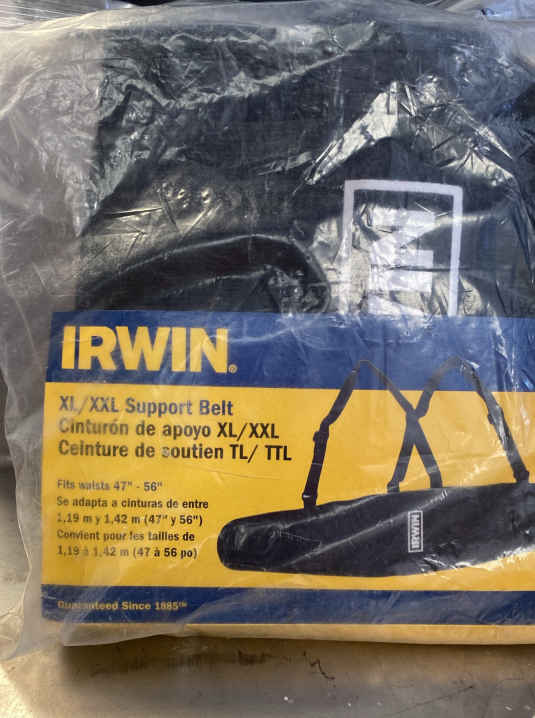 IRWIN®
XL/XXL Support Belt
Cinturón de apoyo XL/XXL
Ceinture de soutien TL/ TTL
Fits waists 47" - 56"
Se adapta a cinturas de entre
1,19 m y 1,42 m (47" y 56")
Convient pour les tailles de
1,19 à 1,42 m (47 à 56 po)
IRWIN
Guaranteed Since 1885™